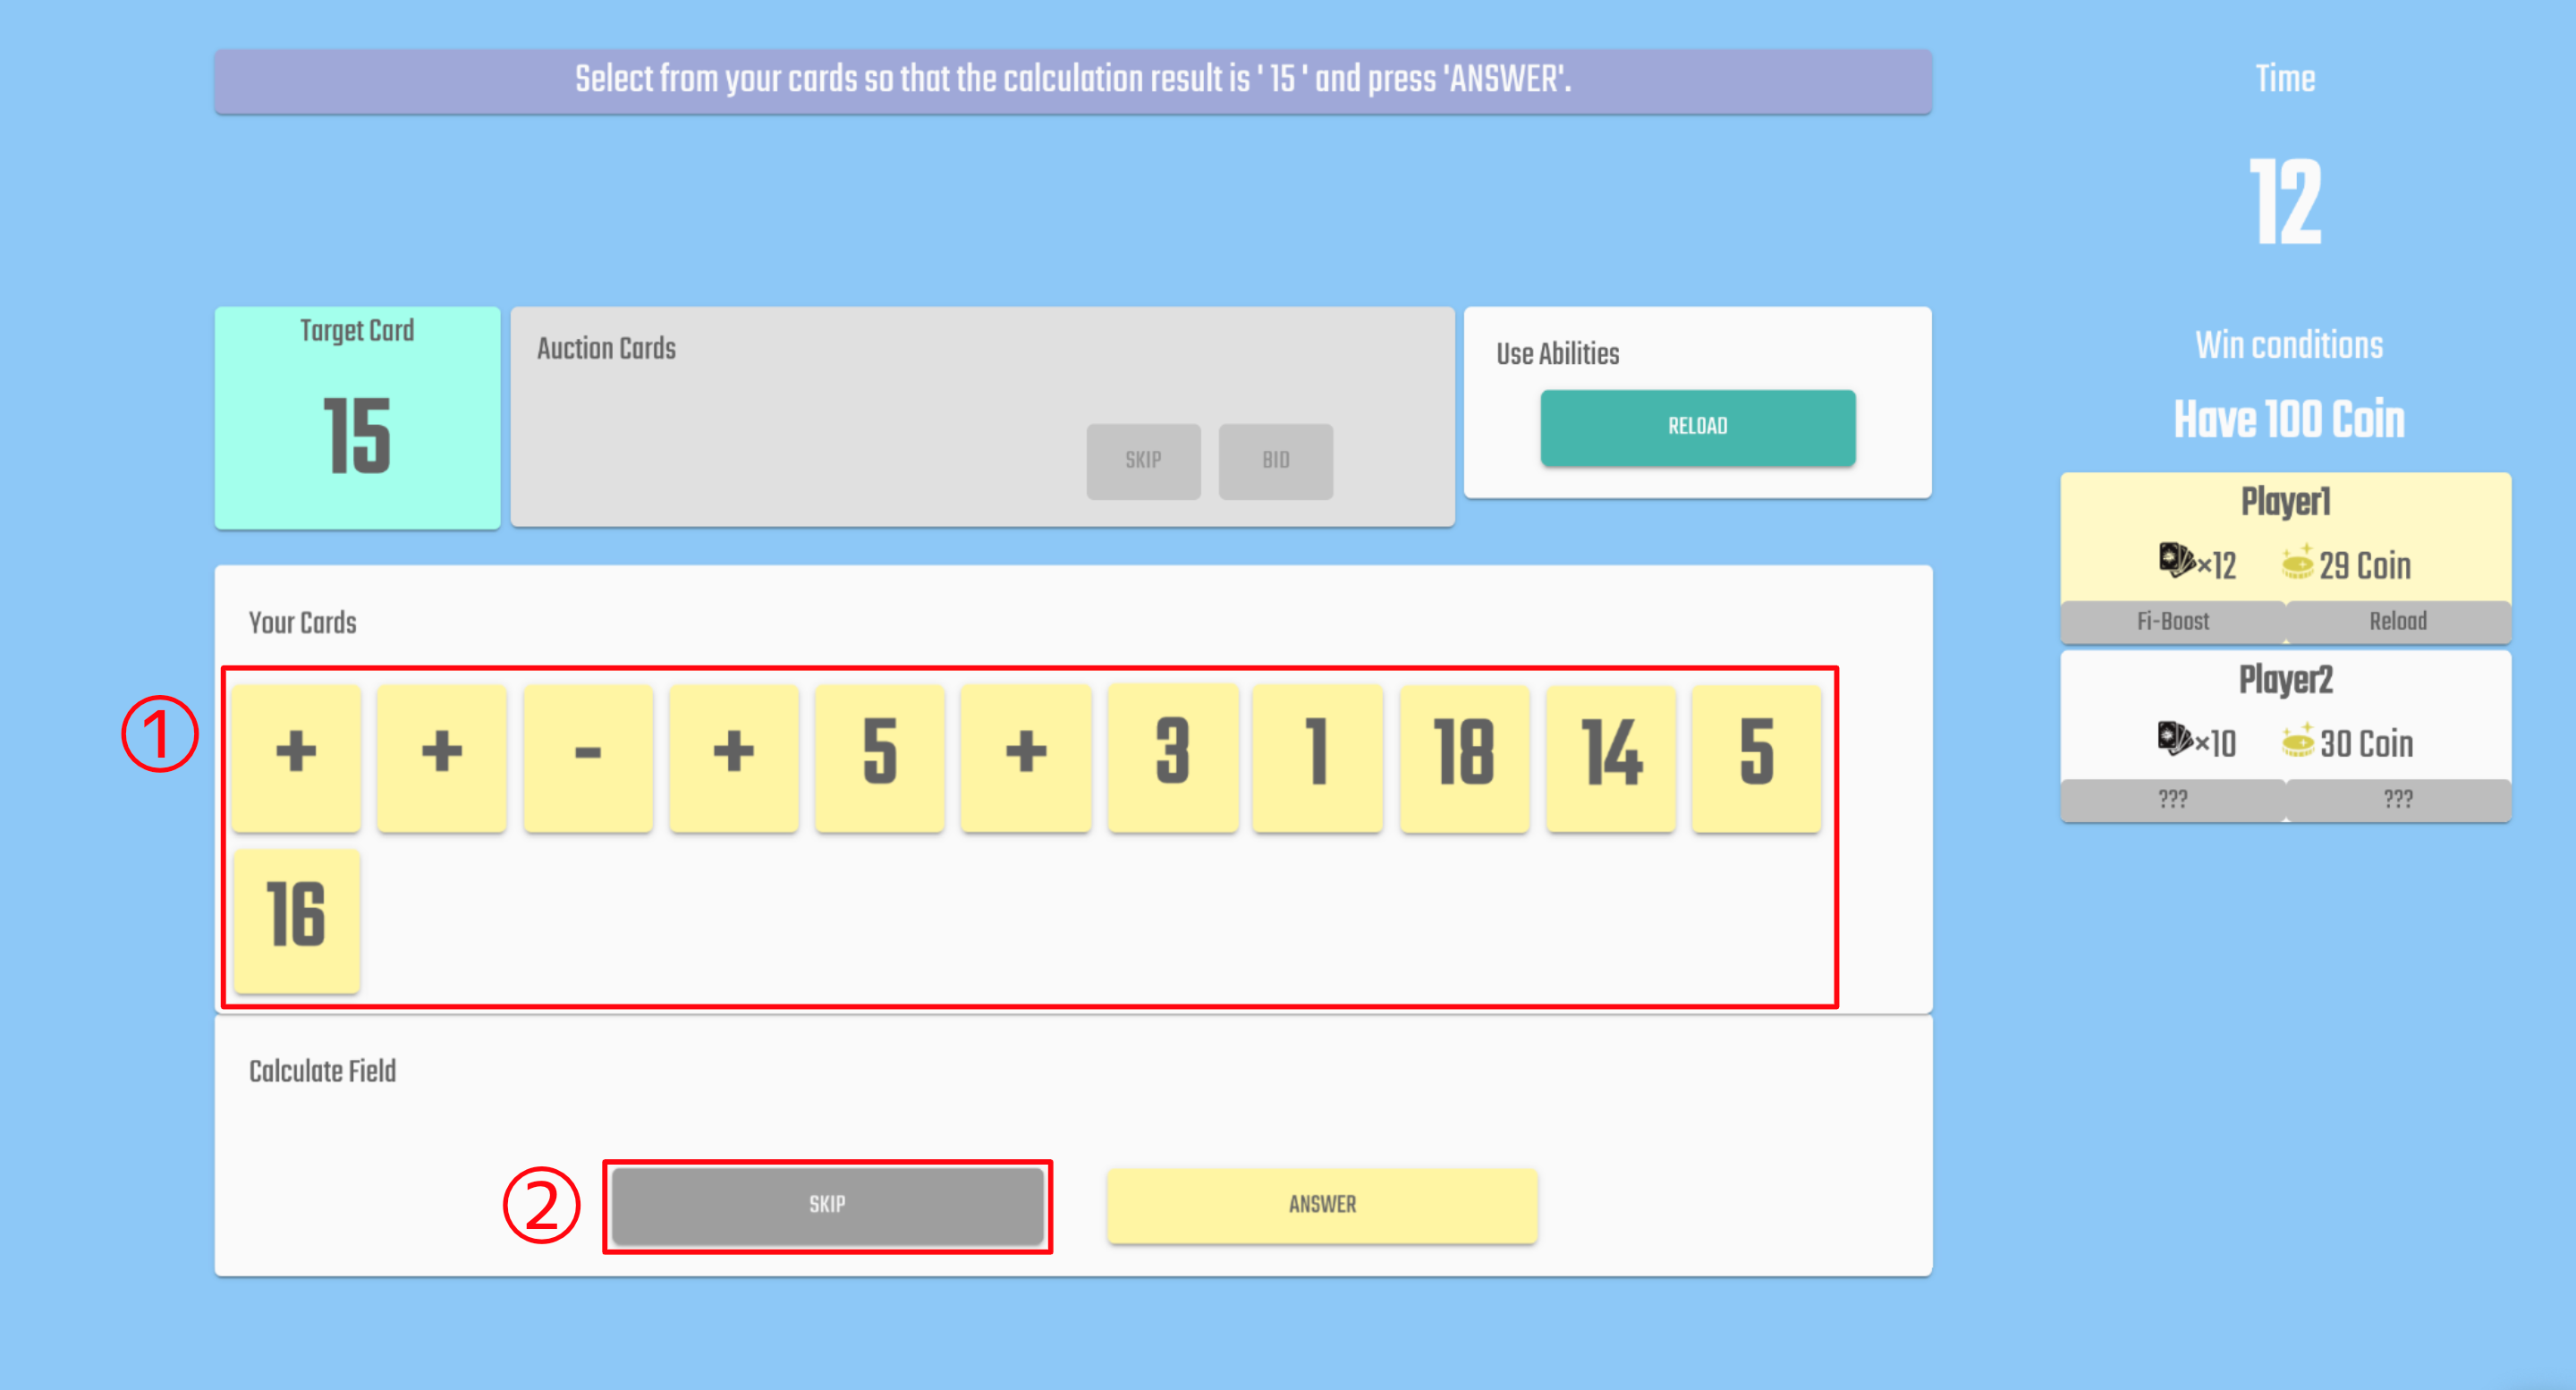 Select from your cards so that the calculation result is ' 15 ' and press 'ANSWER'.
Time
12
Target Card
15
Auction Cards
SKIP BID
Use Abilities
RELOAD
Win conditions
Have 100 Coin
Player1
×12 29 Coin
Fi-Boost Reload
Player2
×10 30 Coin
??? ???
Your Cards
①
+ + - + 5 + 3 1 18 14 5
16
Calculate Field
② SKIP ANSWER